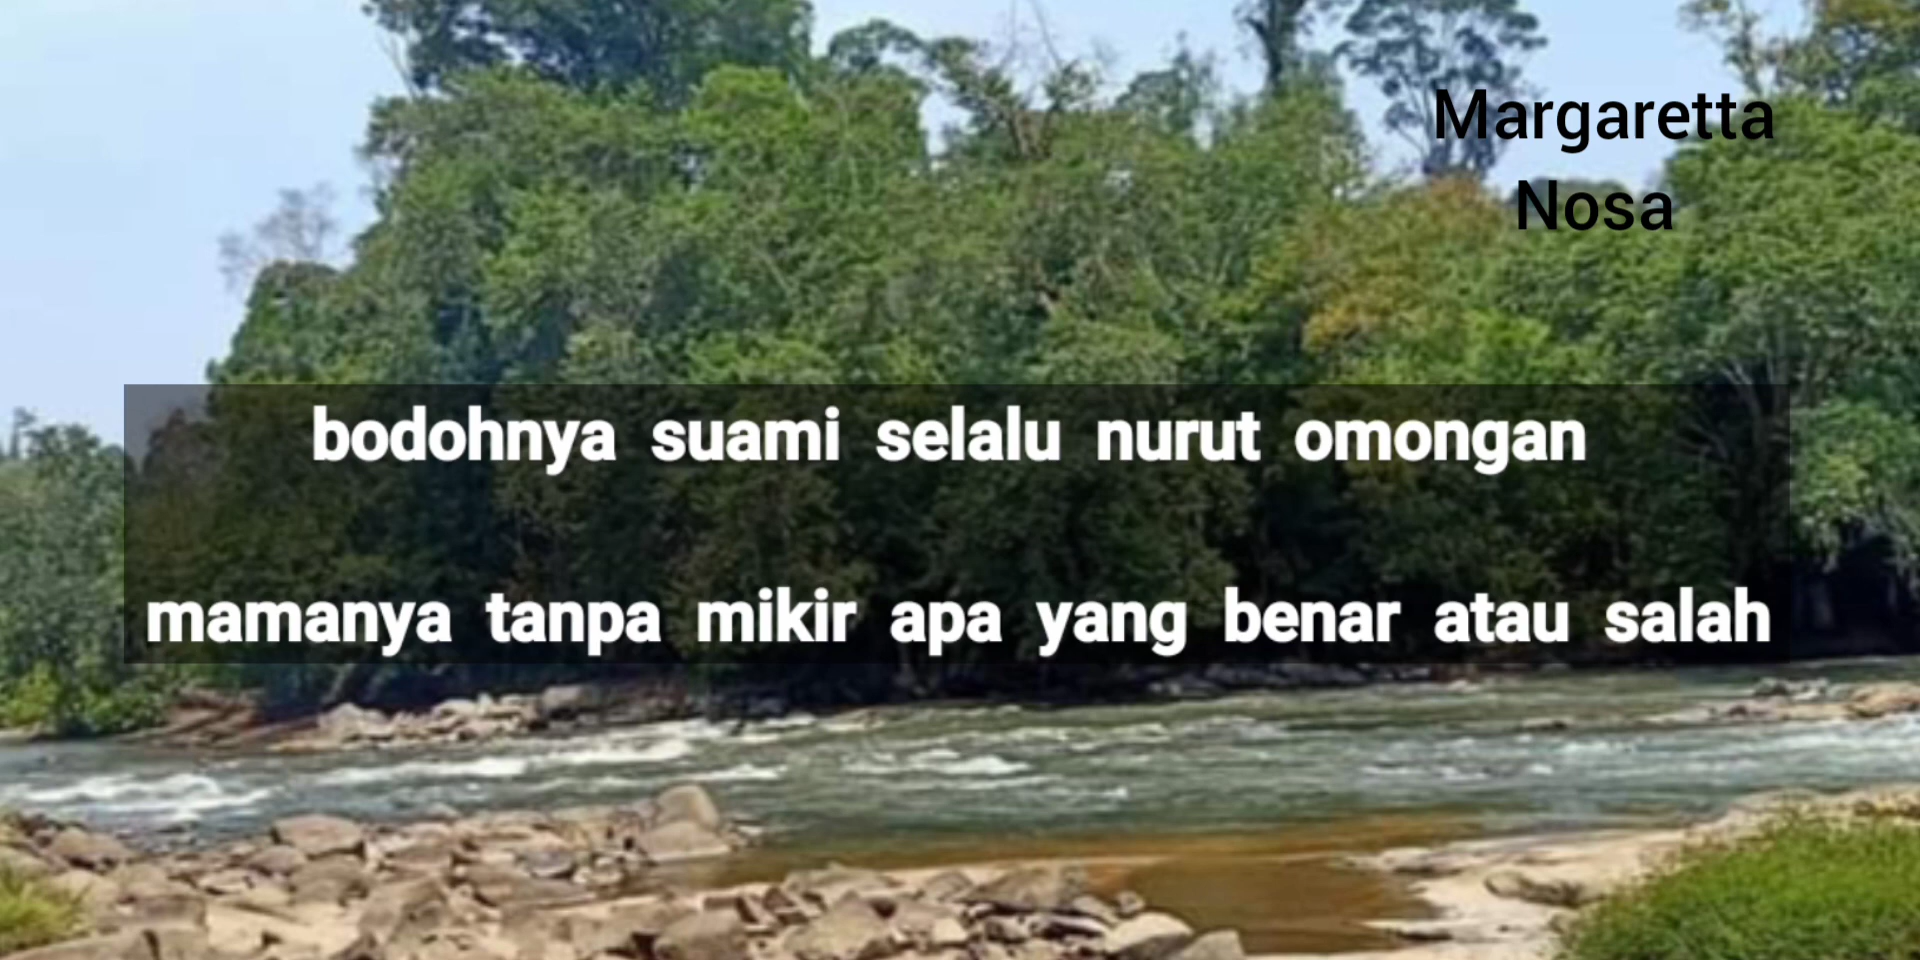 Margaretta
Nosa
bodohnya suami selalu nurut omongan
mamanya tanpa mikir apa yang benar atau salah